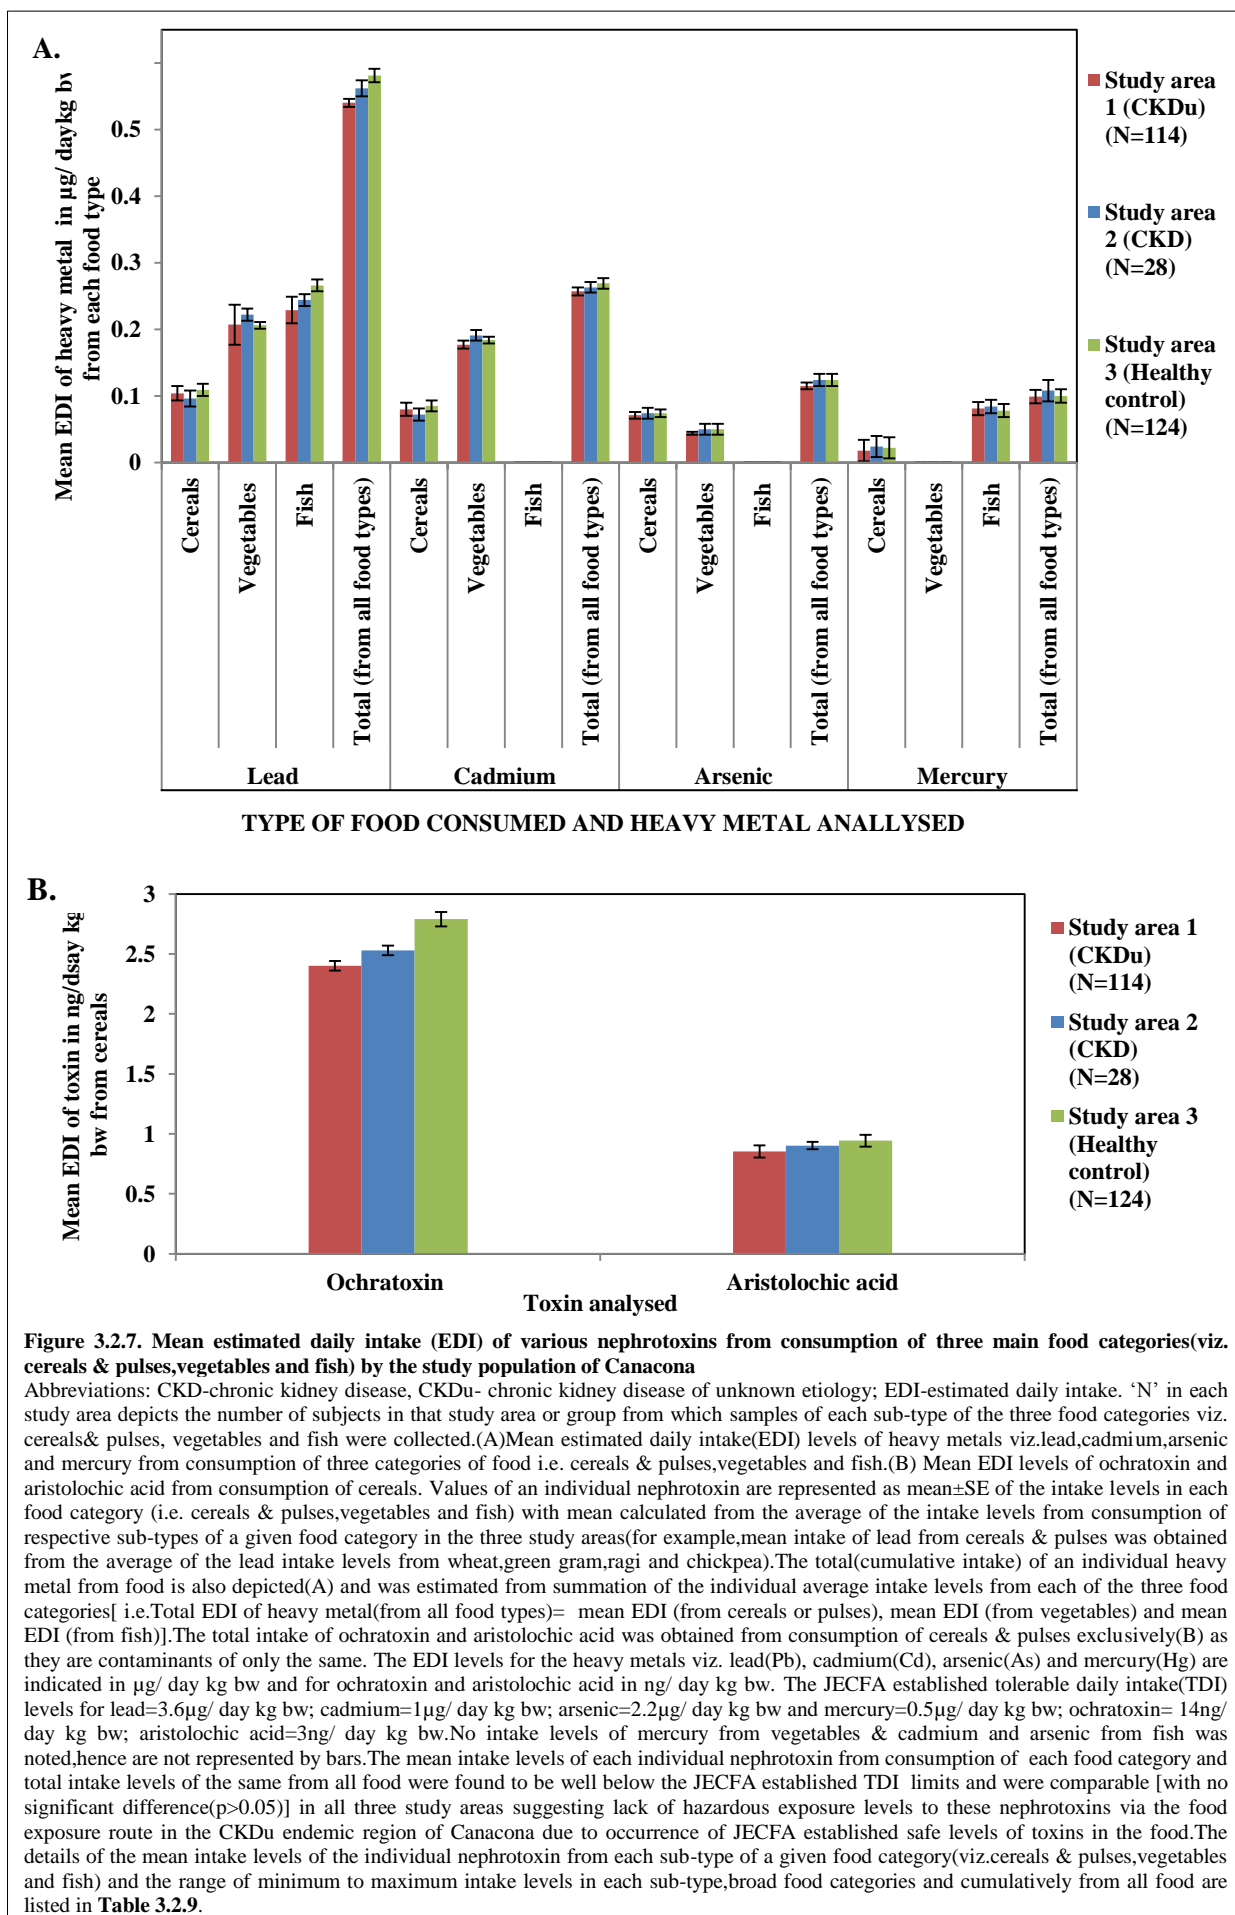 A.
Mean EDI of heavy metal in µg/ daykg bw
from each food type
0.5
0.4
0.3
0.2
0.1
0
Study area
1 (CKDu)
(N=114)
Study area
2 (CKD)
(N=28)
Study area
3 (Healthy
control)
(N=124)
Cereals
Vegetables
Fish
Total (from all food types)
Cereals
Vegetables
Fish
Total (from all food types)
Cereals
Vegetables
Fish
Total (from all food types)
Cereals
Vegetables
Fish
Total (from all food types)
Lead
Cadmium
Arsenic
Mercury
TYPE OF FOOD CONSUMED AND HEAVY METAL ANALLYSED
B.
Mean EDI of toxin in ng/dsay kg
bw from cereals
3
2.5
2
1.5
1
0.5
0
Study area 1
(CKDu)
(N=114)
Study area 2
(CKD)
(N=28)
Study area 3
(Healthy
control)
(N=124)
Ochratoxin
Aristolochic acid
Toxin analysed
Figure 3.2.7. Mean estimated daily intake (EDI) of various nephrotoxins from consumption of three main food categories(viz.
cereals & pulses,vegetables and fish) by the study population of Canacona
Abbreviations: CKD-chronic kidney disease, CKDu- chronic kidney disease of unknown etiology; EDI-estimated daily intake. ‘N’ in each
study area depicts the number of subjects in that study area or group from which samples of each sub-type of the three food categories viz.
cereals& pulses, vegetables and fish were collected.(A)Mean estimated daily intake(EDI) levels of heavy metals viz.lead,cadmium,arsenic
and mercury from consumption of three categories of food i.e. cereals & pulses,vegetables and fish.(B) Mean EDI levels of ochratoxin and
aristolochic acid from consumption of cereals. Values of an individual nephrotoxin are represented as mean±SE of the intake levels in each
food category (i.e. cereals & pulses,vegetables and fish) with mean calculated from the average of the intake levels from consumption of
respective sub-types of a given food category in the three study areas(for example,mean intake of lead from cereals & pulses was obtained
from the average of the lead intake levels from wheat,green gram,ragi and chickpea).The total(cumulative intake) of an individual heavy
metal from food is also depicted(A) and was estimated from summation of the individual average intake levels from each of the three food
categories[ i.e.Total EDI of heavy metal(from all food types)= mean EDI (from cereals or pulses), mean EDI (from vegetables) and mean
EDI (from fish)].The total intake of ochratoxin and aristolochic acid was obtained from consumption of cereals & pulses exclusively(B) as
they are contaminants of only the same. The EDI levels for the heavy metals viz. lead(Pb), cadmium(Cd), arsenic(As) and mercury(Hg) are
indicated in µg/ day kg bw and for ochratoxin and aristolochic acid in ng/ day kg bw. The JECFA established tolerable daily intake(TDI)
levels for lead=3.6µg/ day kg bw; cadmium=1µg/ day kg bw; arsenic=2.2µg/ day kg bw and mercury=0.5µg/ day kg bw; ochratoxin= 14ng/
day kg bw; aristolochic acid=3ng/ day kg bw.No intake levels of mercury from vegetables & cadmium and arsenic from fish was
noted,hence are not represented by bars.The mean intake levels of each individual nephrotoxin from consumption of each food category and
total intake levels of the same from all food were found to be well below the JECFA established TDI limits and were comparable [with no
significant difference(p>0.05)] in all three study areas suggesting lack of hazardous exposure levels to these nephrotoxins via the food
exposure route in the CKDu endemic region of Canacona due to occurrence of JECFA established safe levels of toxins in the food.The
details of the mean intake levels of the individual nephrotoxin from each sub-type of a given food category(viz.cereals & pulses,vegetables
and fish) and the range of minimum to maximum intake levels in each sub-type,broad food categories and cumulatively from all food are
listed in Table 3.2.9.